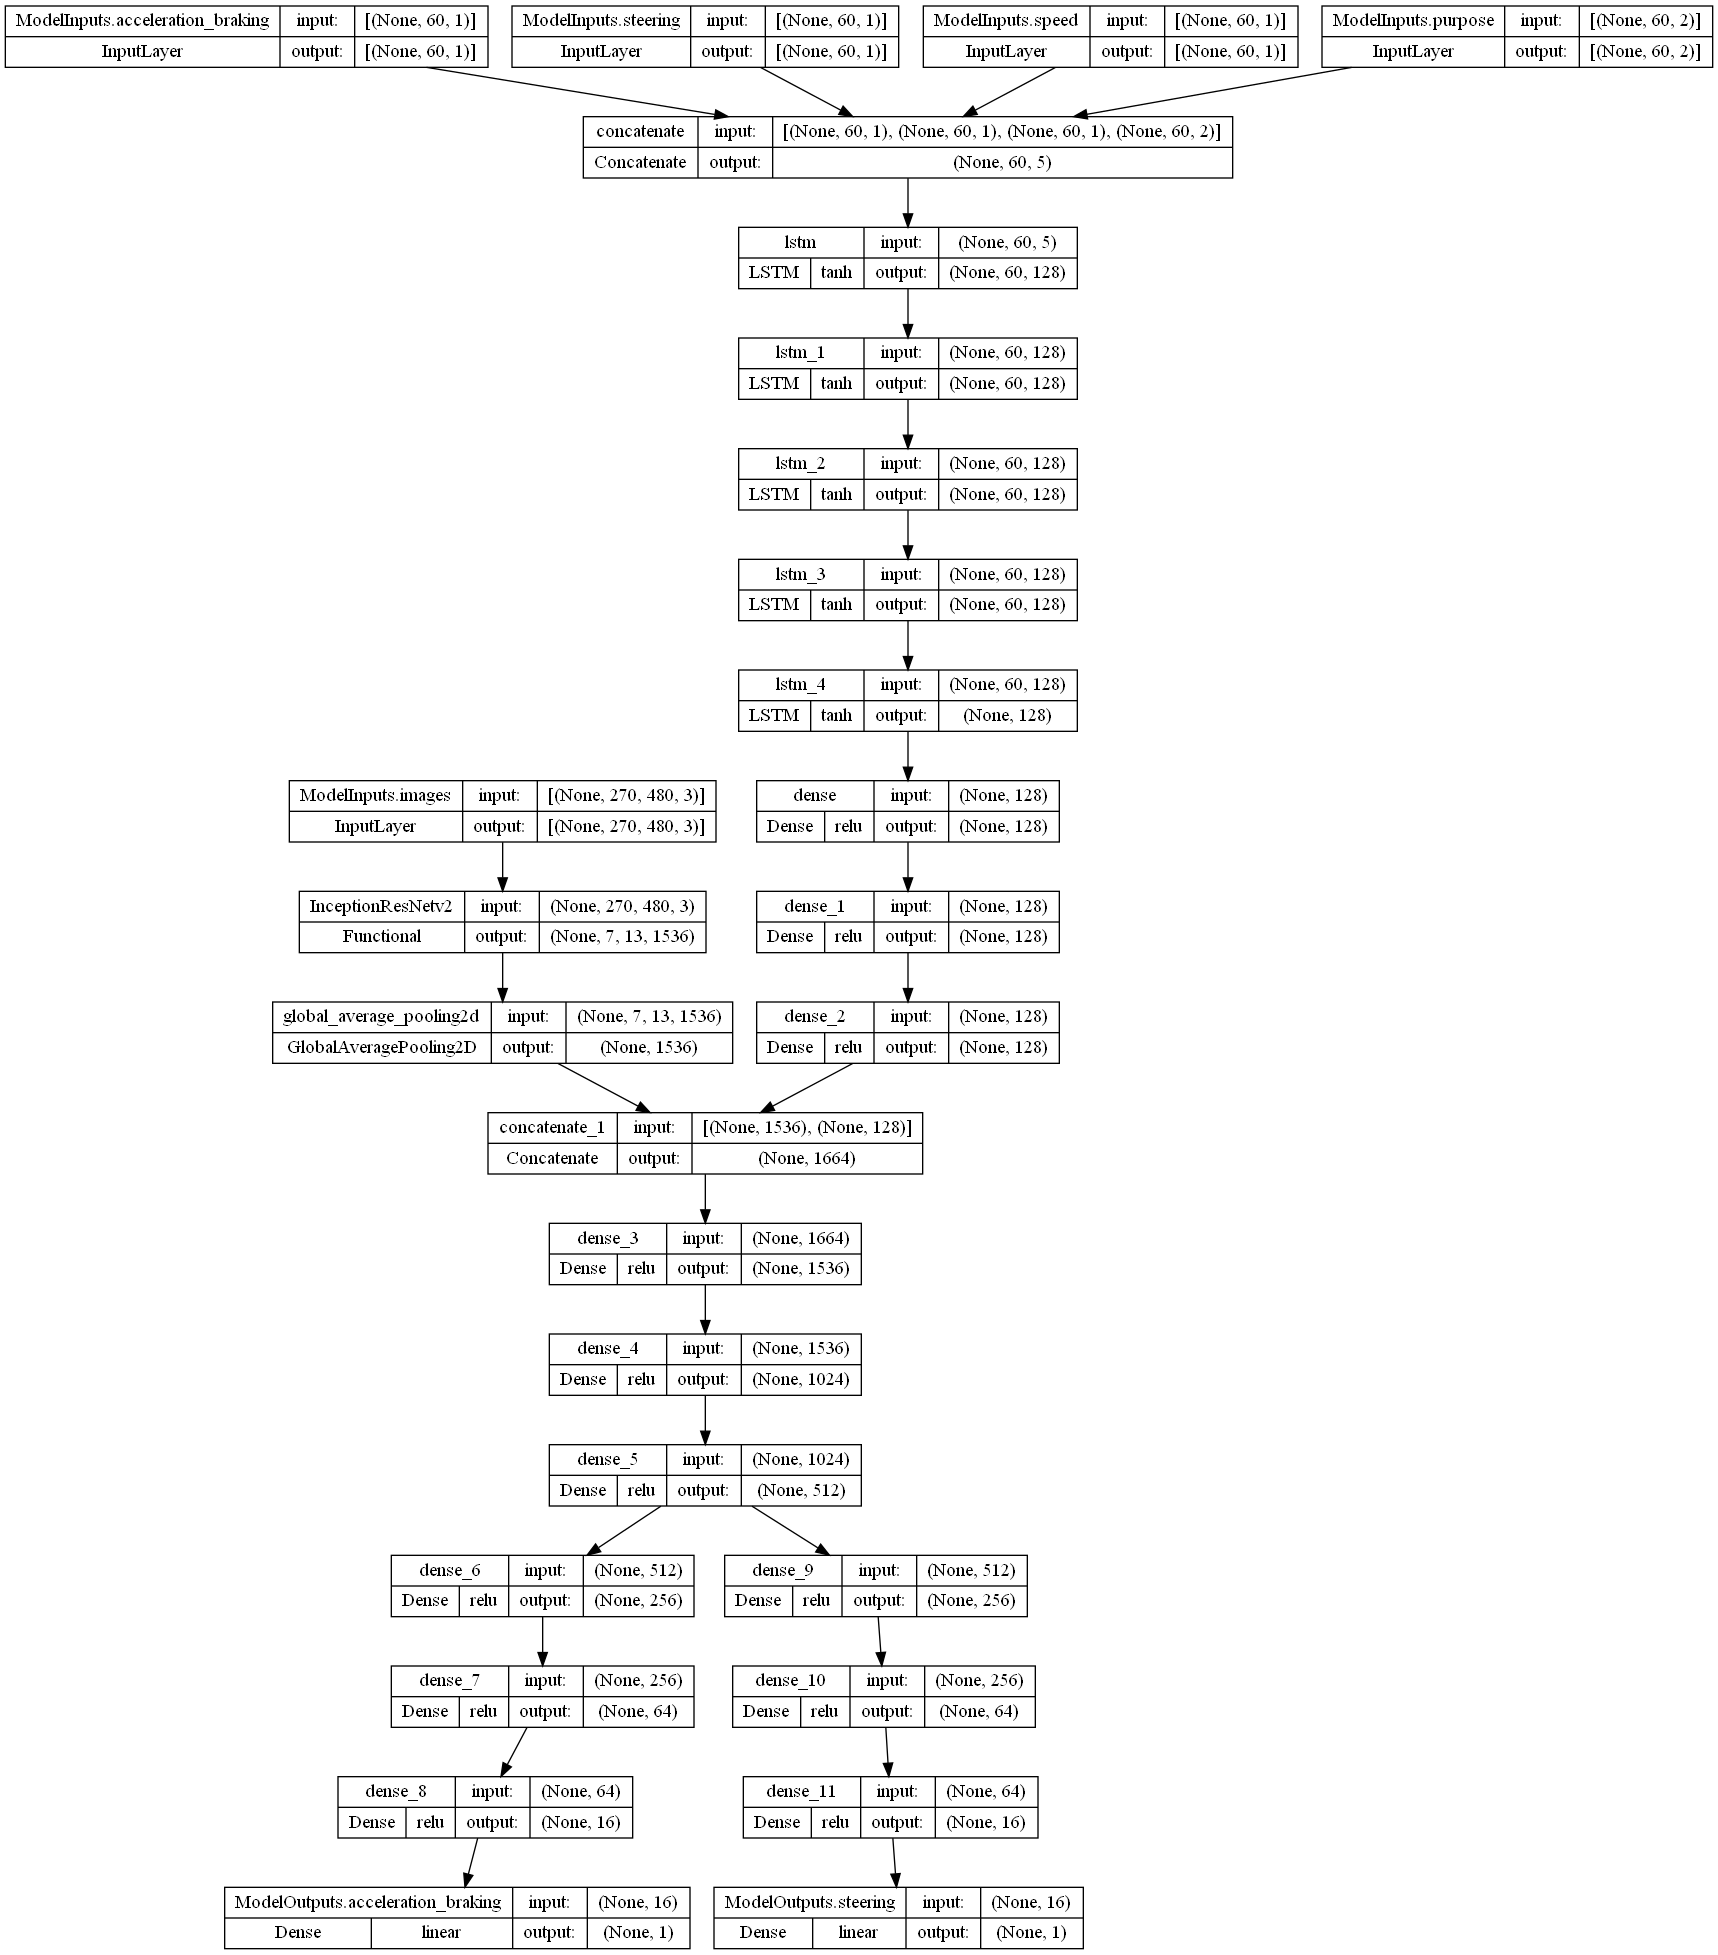 ModelInputs.acceleration_braking input: [(None, 60, 1)]
InputLayer output: [(None, 60, 1)]
ModelInputs.steering input: [(None, 60, 1)]
InputLayer output: [(None, 60, 1)]
ModelInputs.speed input: [(None, 60, 1)]
InputLayer output: [(None, 60, 1)]
ModelInputs.purpose input: [(None, 60, 2)]
InputLayer output: [(None, 60, 2)]
concatenate input: [(None, 60, 1), (None, 60, 1), (None, 60, 1), (None, 60, 2)]
Concatenate output: (None, 60, 5)
lstm input: (None, 60, 5)
LSTM tanh output: (None, 60, 128)
lstm_1 input: (None, 60, 128)
LSTM tanh output: (None, 60, 128)
lstm_2 input: (None, 60, 128)
LSTM tanh output: (None, 60, 128)
lstm_3 input: (None, 60, 128)
LSTM tanh output: (None, 60, 128)
lstm_4 input: (None, 60, 128)
LSTM tanh output: (None, 128)
ModelInputs.images input: [(None, 270, 480, 3)]
InputLayer output: [(None, 270, 480, 3)]
dense input: (None, 128)
Dense relu output: (None, 128)
InceptionResNetv2 input: (None, 270, 480, 3)
Functional output: (None, 7, 13, 1536)
dense_1 input: (None, 128)
Dense relu output: (None, 128)
global_average_pooling2d input: (None, 7, 13, 1536)
GlobalAveragePooling2D output: (None, 1536)
dense_2 input: (None, 128)
Dense relu output: (None, 128)
concatenate_1 input: [(None, 1536), (None, 128)]
Concatenate output: (None, 1664)
dense_3 input: (None, 1664)
Dense relu output: (None, 1536)
dense_4 input: (None, 1536)
Dense relu output: (None, 1024)
dense_5 input: (None, 1024)
Dense relu output: (None, 512)
dense_6 input: (None, 512)
Dense relu output: (None, 256)
dense_9 input: (None, 512)
Dense relu output: (None, 256)
dense_7 input: (None, 256)
Dense relu output: (None, 64)
dense_10 input: (None, 256)
Dense relu output: (None, 64)
dense_8 input: (None, 64)
Dense relu output: (None, 16)
dense_11 input: (None, 64)
Dense relu output: (None, 16)
ModelOutputs.acceleration_braking input: (None, 16)
Dense linear output: (None, 1)
ModelOutputs.steering input: (None, 16)
Dense linear output: (None, 1)